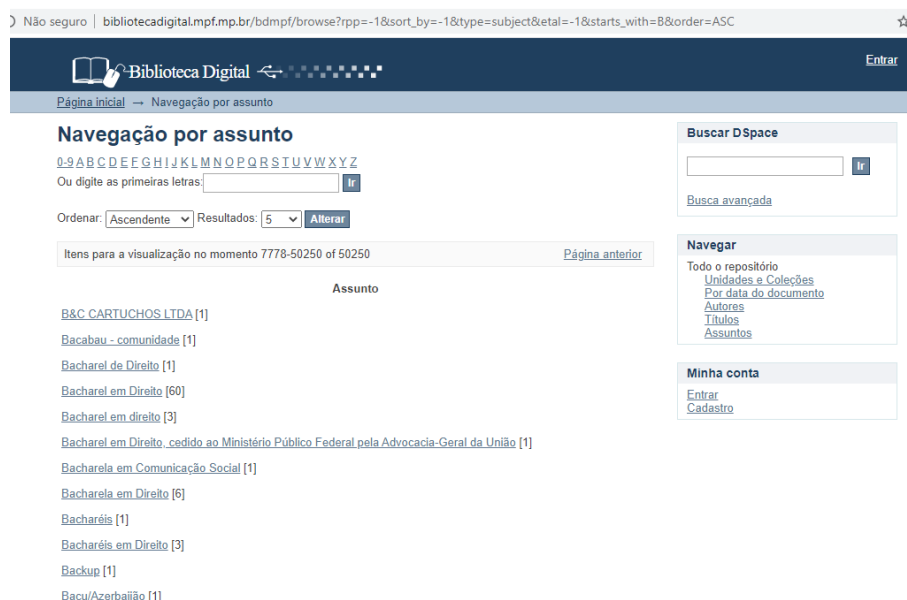 Não seguro | bibliotecadigital.mpf.mp.br/bdmpf/browse?rpp=-1&sort_by=-1&type=subject&etal=-1&starts_with=B&order=ASC
Biblioteca Digital
Entrar
Página inicial → Navegação por assunto
Navegação por assunto
0-9 A B C D E F G H I J K L M N O P Q R S T U V W X Y Z
Ou digite as primeiras letras: Ir
Ordenar: Ascendente Resultados: 5 Alterar
Itens para a visualização no momento 7778-50250 of 50250 Página anterior
Assunto
B&C CARTUCHOS LTDA [1]
Bacabau - comunidade [1]
Bacharel de Direito [1]
Bacharel em Direito [60]
Bacharel em direito [3]
Bacharel em Direito, cedido ao Ministério Público Federal pela Advocacia-Geral da União [1]
Bacharela em Comunicação Social [1]
Bacharela em Direito [6]
Bacharéis [1]
Bacharéis em Direito [3]
Backup [1]
Bacu/Azerbaijão [1]
Buscar DSpace
Ir
Busca avançada
Navegar
Todo o repositório
Unidades e Coleções
Por data do documento
Autores
Títulos
Assuntos
Minha conta
Entrar
Cadastro